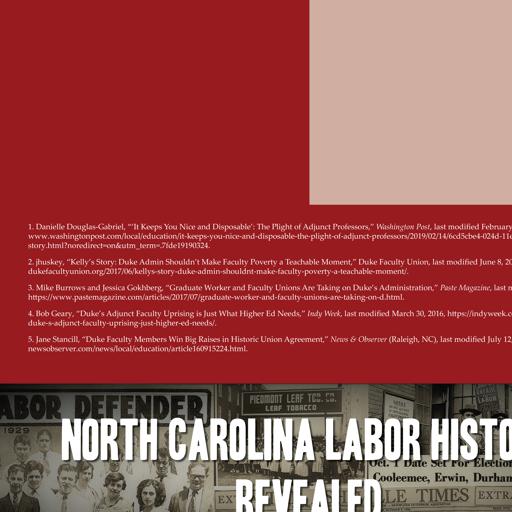 1. Danielle Douglas-Gabriel, “‘It Keeps You Nice and Disposable’: The Plight of Adjunct Professors,” Washington Post, last modified February
www.washingtonpost.com/local/education/it-keeps-you-nice-and-disposable-the-plight-of-adjunct-professors/2019/02/14/6cd5cbe4-024d-11e
story.html?noredirect=on&utm_term=.7fde19190324.
2. jhuskey, “Kelly’s Story: Duke Admin Shouldn’t Make Faculty Poverty a Teachable Moment,” Duke Faculty Union, last modified June 8, 20
dukefacultyunion.org/2017/06/kellys-story-duke-admin-shouldnt-make-faculty-poverty-a-teachable-moment/.
3. Mike Burrows and Jessica Gokhberg, “Graduate Worker and Faculty Unions Are Taking on Duke’s Administration,” Paste Magazine, last m
https://www.pastemagazine.com/articles/2017/07/graduate-worker-and-faculty-unions-are-taking-on-d.html.
4. Bob Geary, “Duke’s Adjunct Faculty Uprising is Just What Higher Ed Needs,” Indy Week, last modified March 30, 2016, https://indyweek.c
duke-s-adjunct-faculty-uprising-just-higher-ed-needs/.
5. Jane Stancill, “Duke Faculty Members Win Big Raises in Historic Union Agreement,” News & Observer (Raleigh, NC), last modified July 12,
newsobserver.com/news/local/education/article160915224.html.
ABOR DEFENDER
1929
PIEDMONT LEAF TOB. CO.
LEAF TOBACCO
NORTH CAROLINA LABOR HISTO
REVEALED
Oct. 1 Date Set For Election
Cooleemee, Erwin, Durham
LE TIMES
EXTRA
EX